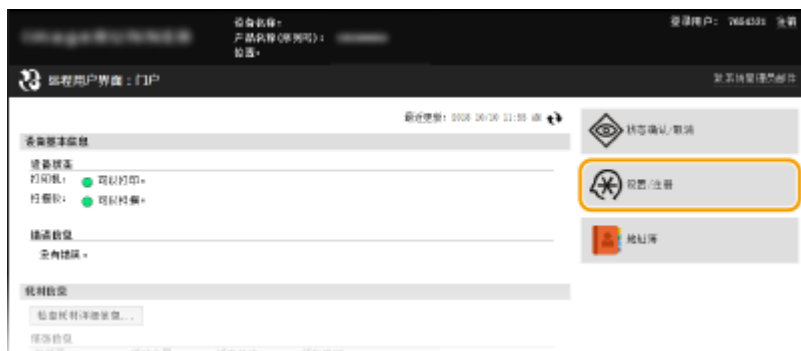 设备名称：
产品名称(序列号)：
位置：
登录用户： 7654321 注销
远程用户界面：门户
致系统管理员邮件
最近更新：
设备基本信息
设备状态
打印机： 可以打印。
扫描仪： 可以扫描。
错误信息
没有错误。
耗材信息
检查耗材详细信息...
纸张信息
状态确认/取消
设置/注册
地址簿